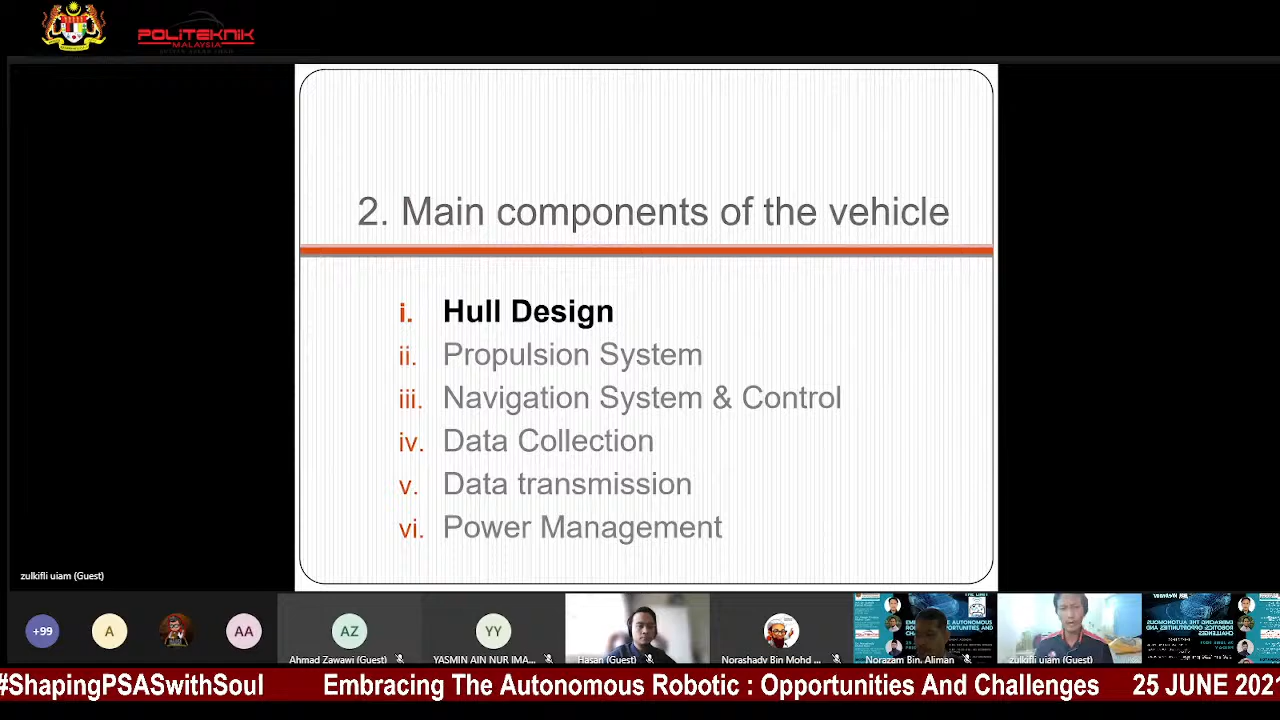 POLITEKNIK
MALAYSIA
2. Main components of the vehicle
i. Hull Design
ii. Propulsion System
iii. Navigation System & Control
iv. Data Collection
v. Data transmission
vi. Power Management
zulkifli uiam (Guest)
+99
A
AA
AZ
YY
Ahmad Zawawi (Guest)
YASMIN AIN NUR IMA...
Hasan (Guest)
Norashady Bin Mohd ...
Norazam Bin. Aliman
zulkifli uiam (Guest)
#ShapingPSASwithSoul
Embracing The Autonomous Robotic : Opportunities And Challenges
25 JUNE 2021